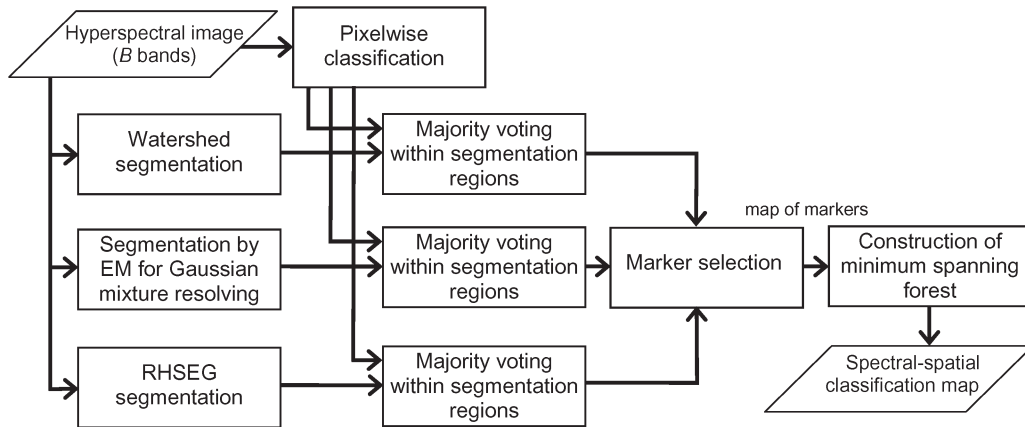 Hyperspectral image
(B bands)
Pixelwise
classification
Watershed
segmentation
Majority voting
within segmentation
regions
map of markers
Segmentation by
EM for Gaussian
mixture resolving
Majority voting
within segmentation
regions
Marker selection
Construction of
minimum spanning
forest
RHSEG
segmentation
Majority voting
within segmentation
regions
Spectral-spatial
classification map